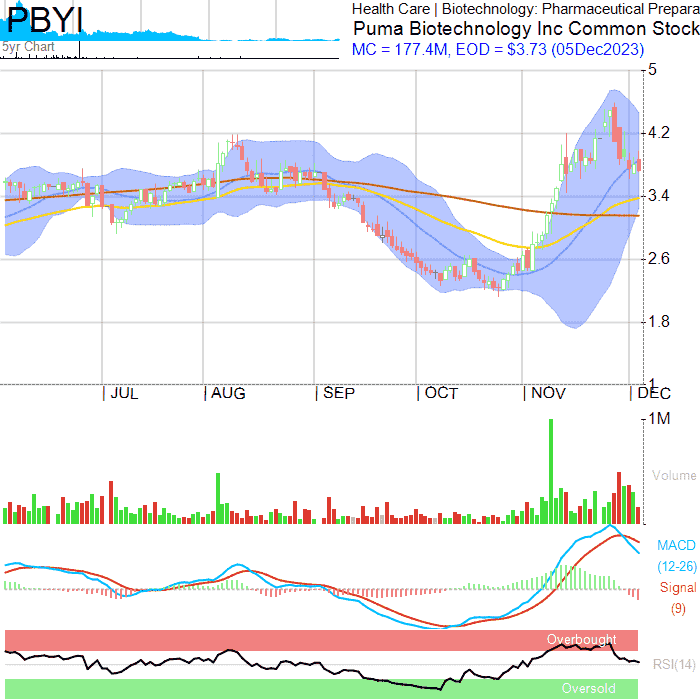 PBYI
5yr Chart
Health Care | Biotechnology: Pharmaceutical Prepara
Puma Biotechnology Inc Common Stock
MC = 177.4M, EOD = $3.73 (05Dec2023)
5
4.2
3.4
2.6
1.8
1
| JUL | AUG | SEP | OCT | NOV | DEC
1M
Volume
MACD
(12-26)
Signal
(9)
Overbought
RSI(14)
Oversold